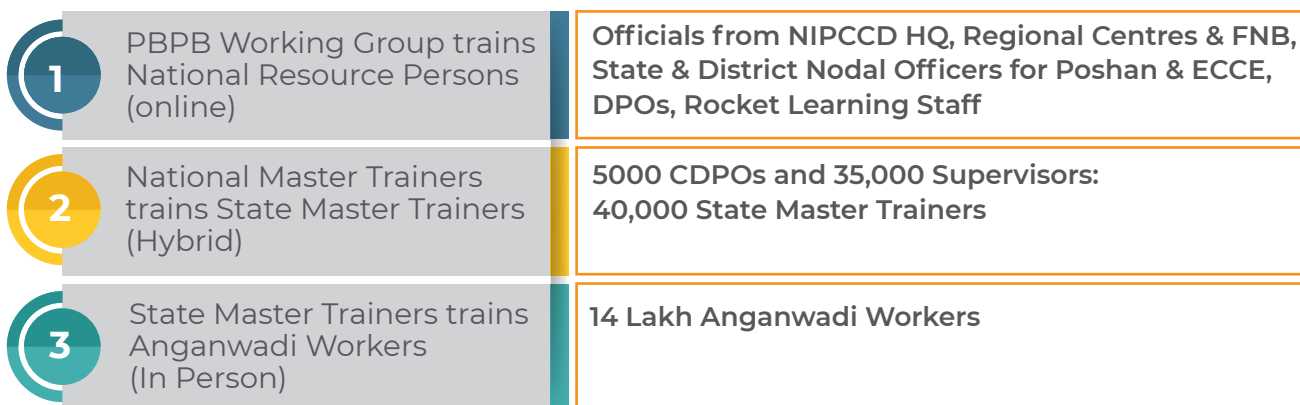 1
PBPB Working Group trains
National Resource Persons
(online)
Officials from NIPCCD HQ, Regional Centres & FNB,
State & District Nodal Officers for Poshan & ECCE,
DPOs, Rocket Learning Staff
2
National Master Trainers
trains State Master Trainers
(Hybrid)
5000 CDPOs and 35,000 Supervisors:
40,000 State Master Trainers
3
State Master Trainers trains
Anganwadi Workers
(In Person)
14 Lakh Anganwadi Workers